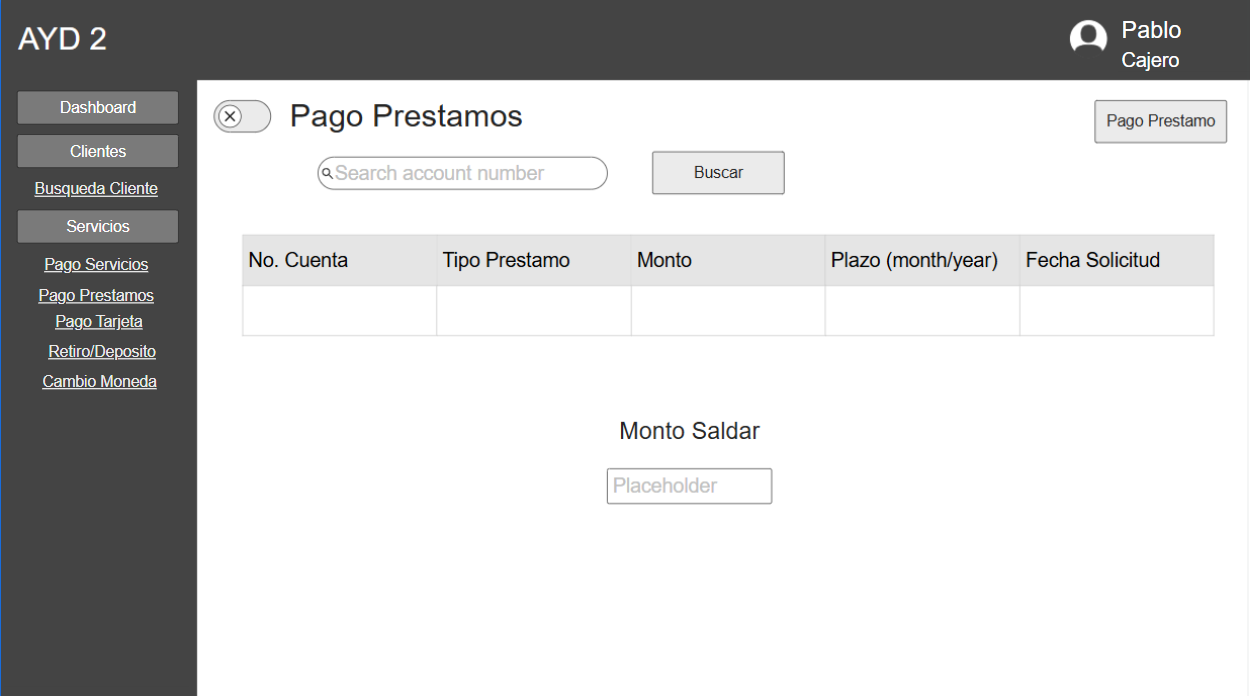 AYD 2
Pablo
Cajero
Dashboard
Clientes
Busqueda Cliente
Servicios
Pago Servicios
Pago Prestamos
Pago Tarjeta
Retiro/Deposito
Cambio Moneda
Pago Prestamos
Pago Prestamo
Search account number
Buscar
No. Cuenta Tipo Prestamo Monto Plazo (month/year) Fecha Solicitud
Monto Saldar
Placeholder